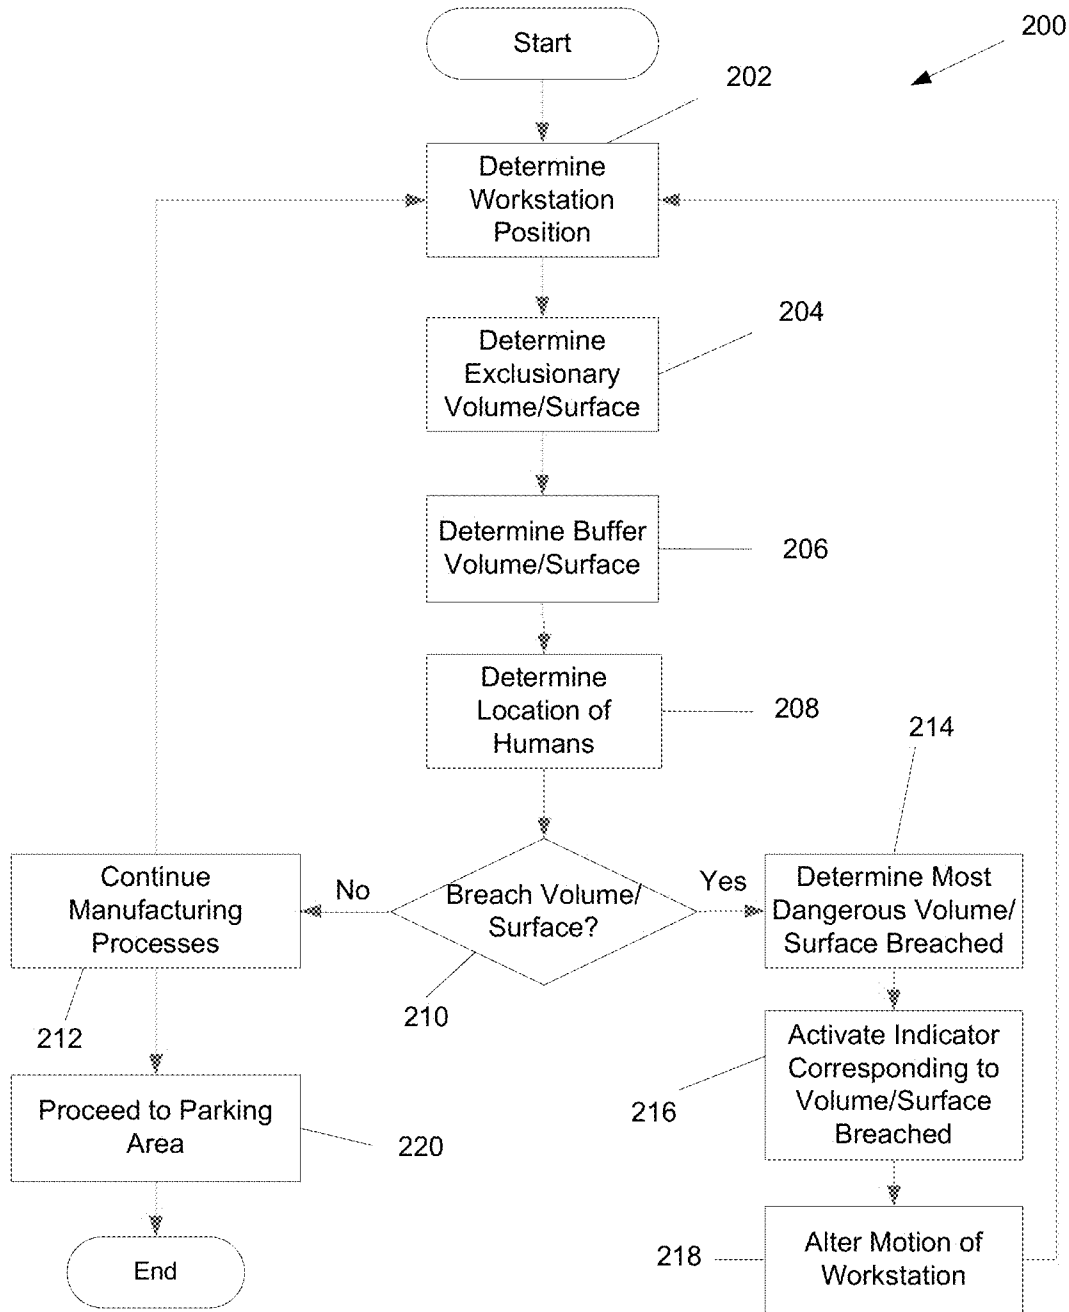 Start
200
202
Determine
Workstation
Position
204
Determine
Exclusionary
Volume/Surface
Determine Buffer
Volume/Surface
206
Determine
Location of
Humans
208
214
Continue
Manufacturing
Processes
No
Breach Volume/
Surface?
Yes
Determine Most
Dangerous Volume/
Surface Breached
210
212
Activate Indicator
Corresponding to
Volume/Surface
Breached
216
Proceed to Parking
Area
220
218
Alter Motion of
Workstation
End